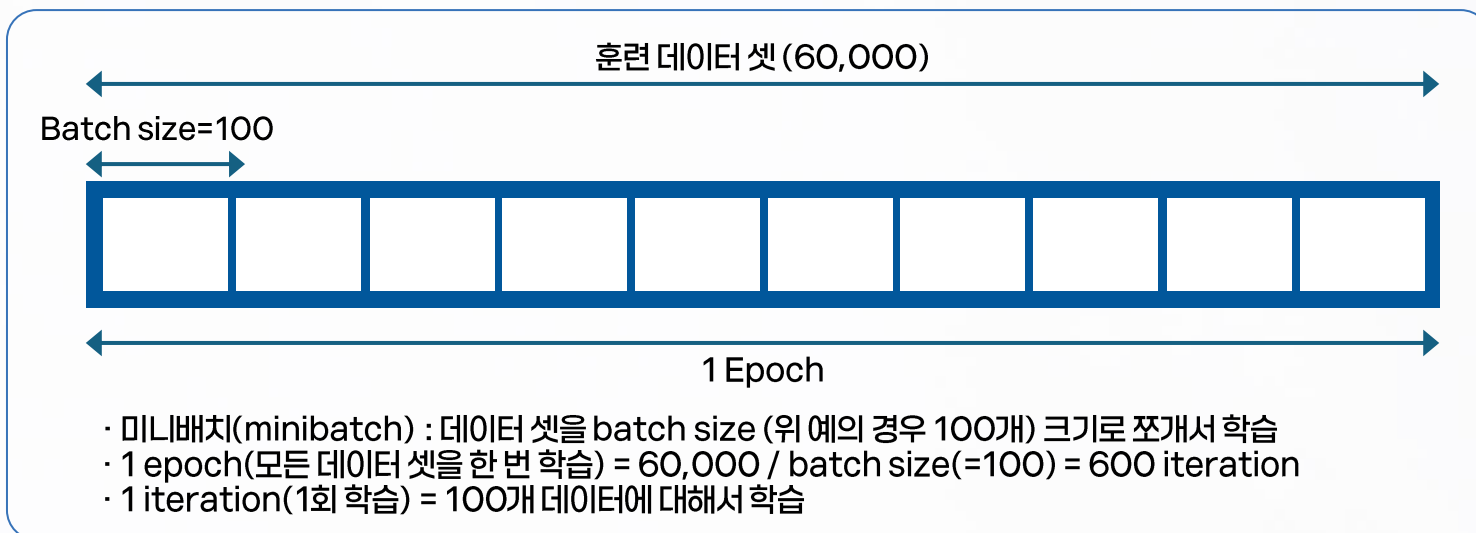 훈련 데이터 셋 (60,000)
Batch size=100
1 Epoch
· 미니배치(minibatch) : 데이터 셋을 batch size (위 예의 경우 100개) 크기로 쪼개서 학습
· 1 epoch(모든 데이터 셋을 한 번 학습) = 60,000 / batch size(=100) = 600 iteration
· 1 iteration(1회 학습) = 100개 데이터에 대해서 학습